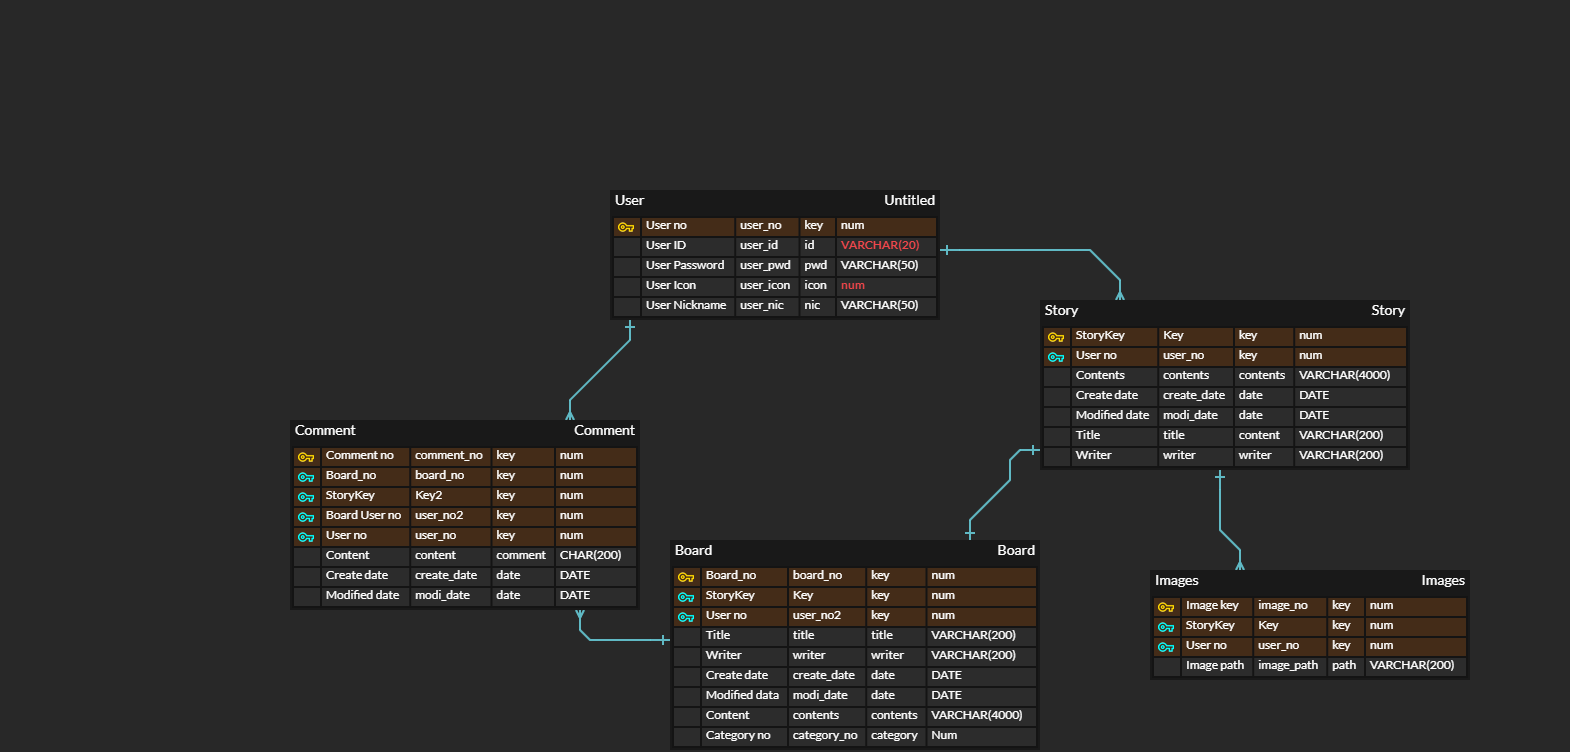 User Untitled
User no user_no key num
User ID user_id id VARCHAR(20)
User Password user_pwd pwd VARCHAR(50)
User Icon user_icon icon num
User Nickname user_nic nic VARCHAR(50)
Story Story
StoryKey Key key num
User no user_no key num
Contents contents contents VARCHAR(4000)
Create date create_date date DATE
Modified date modi_date date DATE
Title title content VARCHAR(200)
Writer writer writer VARCHAR(200)
Comment Comment
Comment no comment_no key num
Board_no board_no key num
StoryKey Key2 key num
Board User no user_no2 key num
User no user_no key num
Content content comment CHAR(200)
Create date create_date date DATE
Modified date modi_date date DATE
Board Board
Board_no board_no key num
StoryKey Key key num
User no user_no2 key num
Title title title VARCHAR(200)
Writer writer writer VARCHAR(200)
Create date create_date date DATE
Modified data modi_date date DATE
Content contents contents VARCHAR(4000)
Category no category_no category Num
Images Images
Image key image_no key num
StoryKey Key key num
User no user_no key num
Image path image_path path VARCHAR(200)